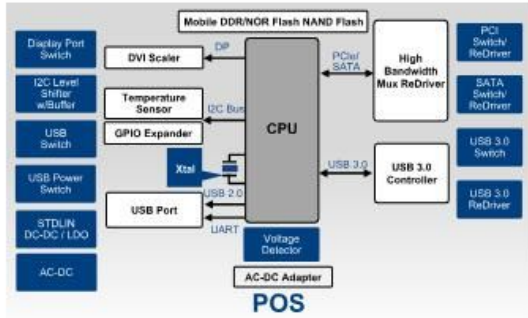 Mobile DDR/NOR Flash NAND Flash
Display Port
Switch
I2C Level
Shifter
w/Buffer
USB
Switch
USB Power
Switch
STDLIN
DC-DC / LDO
AC-DC
DVI Scaler
DP
Temperature
Sensor
I2C Bus
GPIO Expander
Xtal
USB 2.0
USB Port
UART
CPU
Voltage
Detector
AC-DC Adapter
PCIe/
SATA
High
Bandwidth
Mux ReDriver
USB 3.0
USB 3.0
Controller
PCI
Switch/
ReDriver
SATA
Switch/
ReDriver
USB 3.0
Switch
USB 3.0
ReDriver
POS